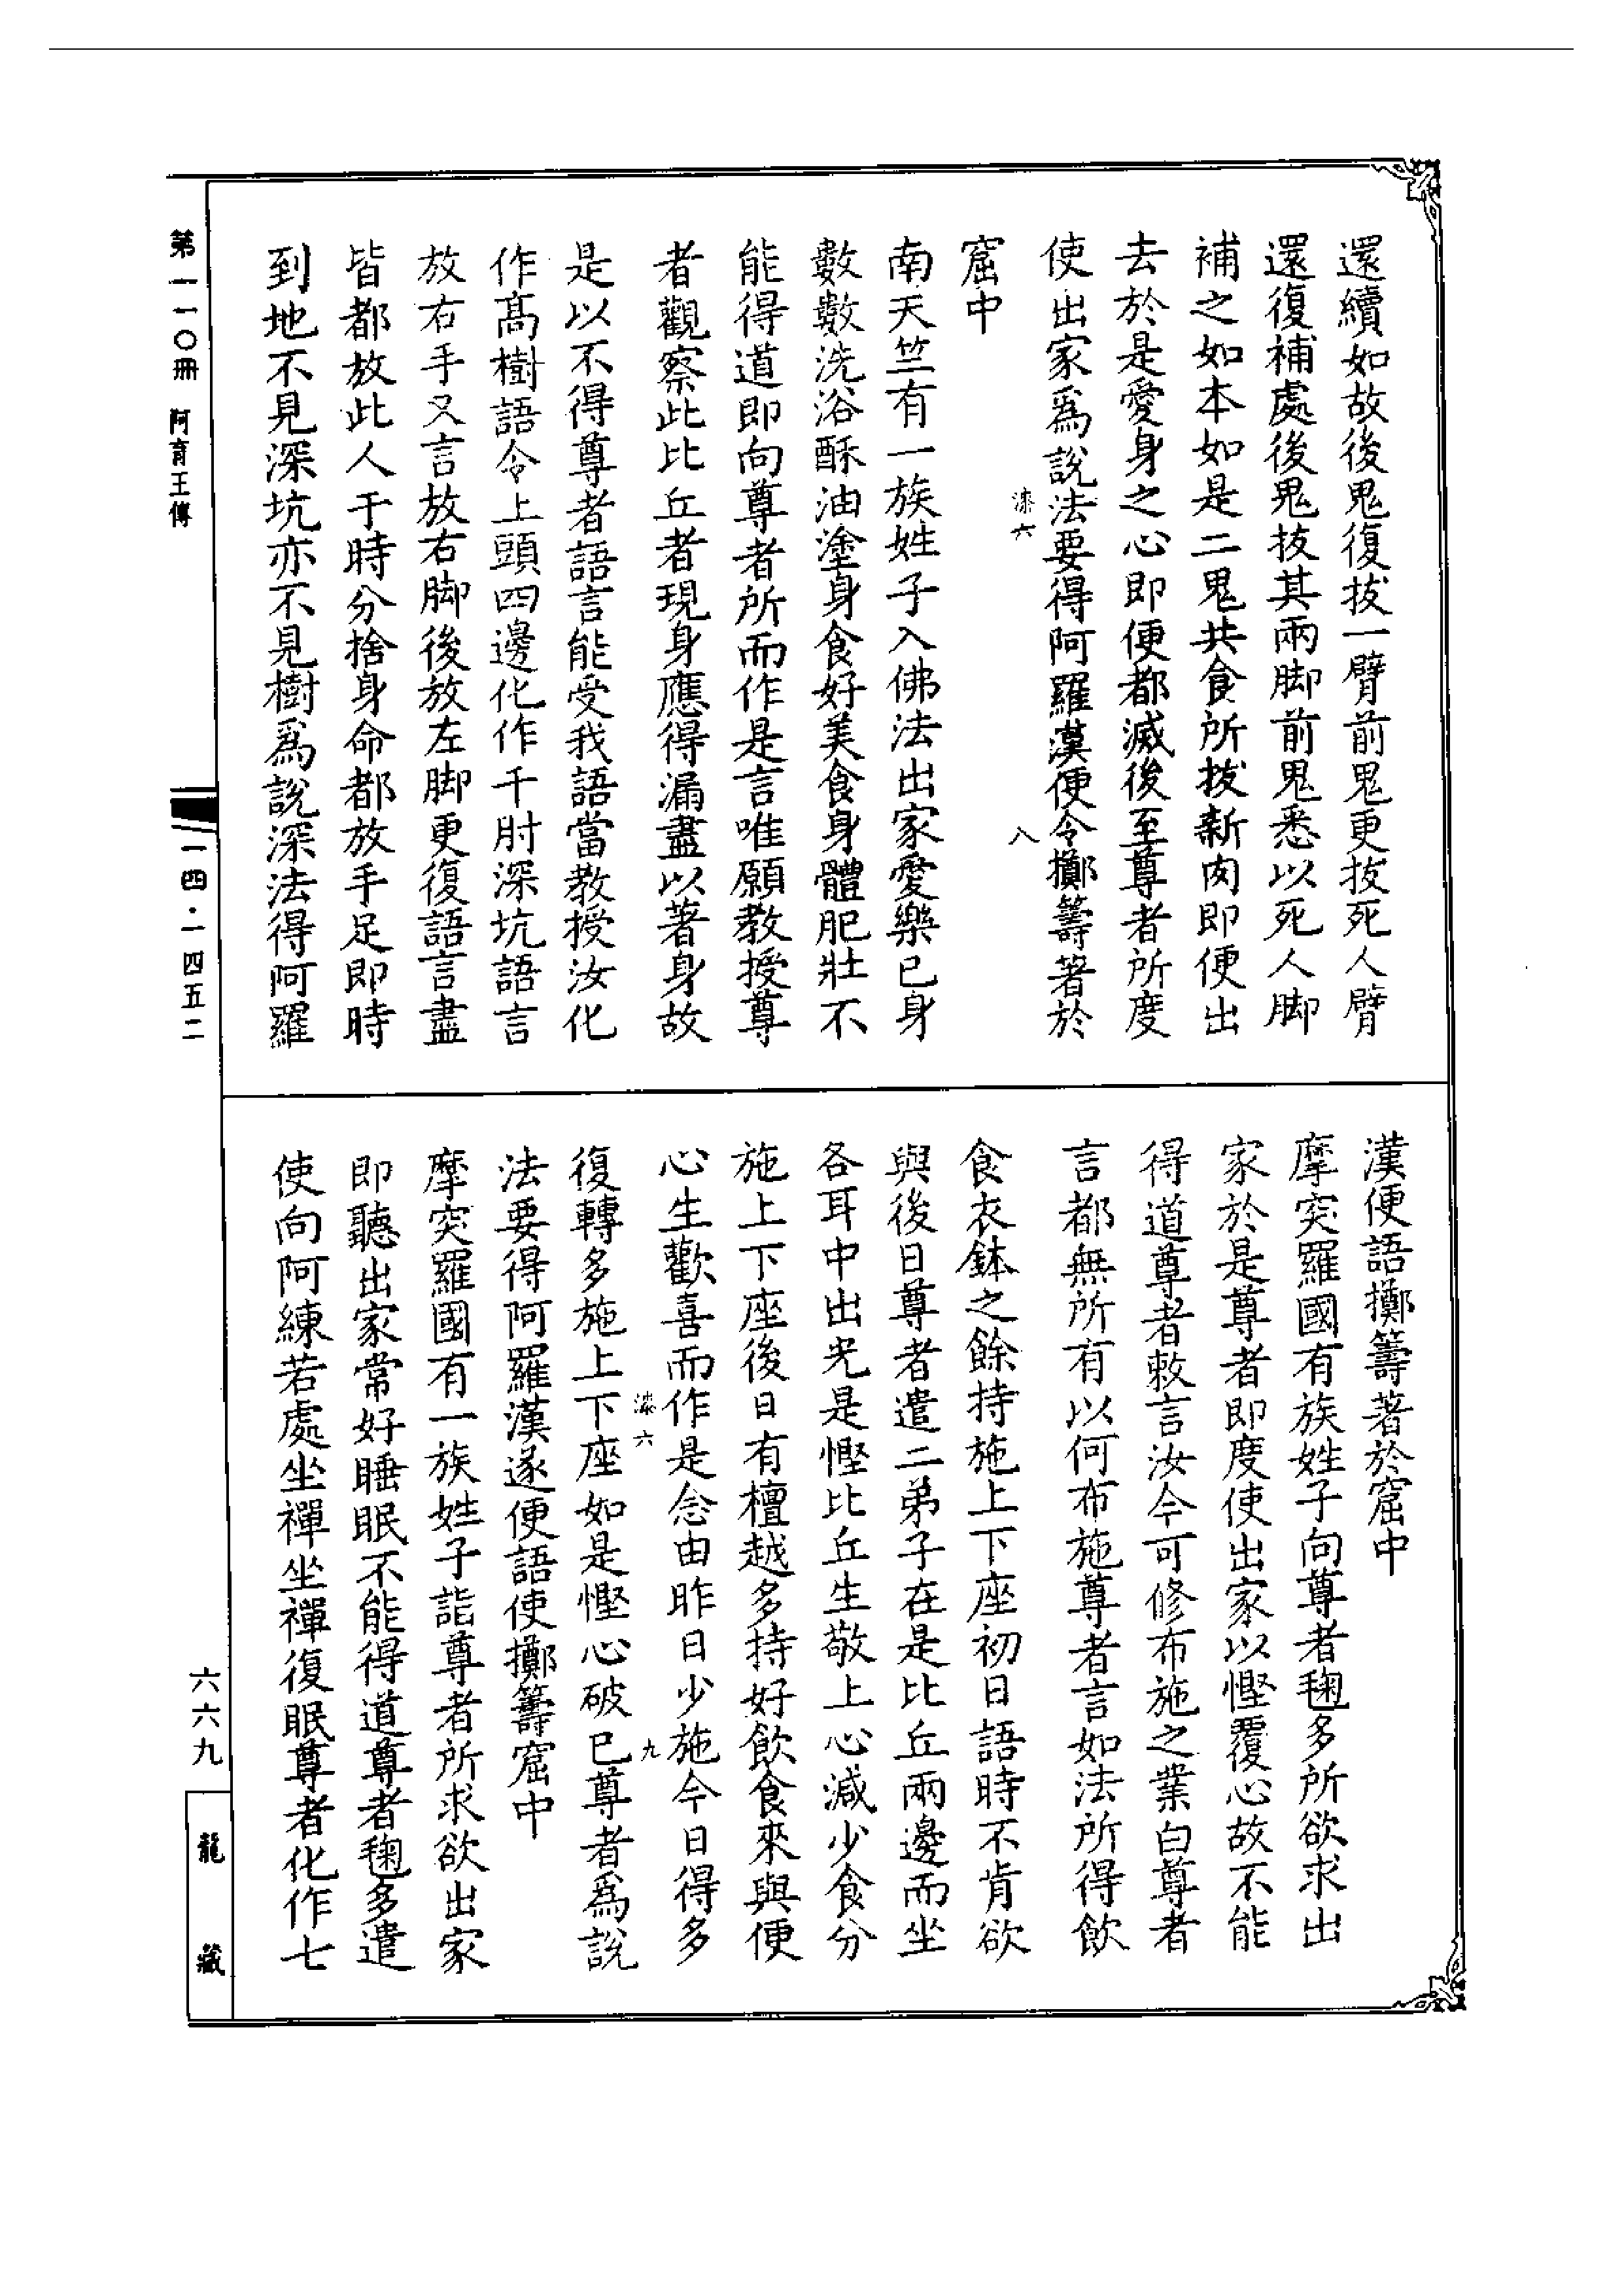 還續如故後鬼復拔一臂前鬼更拔死人臂
還復補處後鬼拔其兩脚前鬼悉以死人脚
補之如本如是二鬼共食所拔新肉即便出
去於是愛身之心即便都滅後至尊者所度
使出家爲說法要得阿羅漢便令擲籌著於
漆六 八
窟中
南天竺有一族姓子入佛法出家愛樂已身
數數洗浴酥油塗身食好美食身體肥壯不
能得道即向尊者所而作是言唯願教授尊
者觀察此比丘者現身應得漏盡以著身故
是以不得尊者語言能受我語當教授汝化
作高樹語令上頭四邊化作千肘深坑語言
放右手又言放右脚後放左脚更復語言盡
皆都放此人于時分捨身命都放手足即時
到地不見深坑亦不見樹爲說深法得阿羅
漢便語擲籌著於窟中
摩突羅國有族姓子向尊者毱多所欲求出
家於是尊者即度使出家以慳覆心故不能
得道尊者敕言汝今可修布施之業白尊者
言都無所有以何布施尊者言如法所得飲
食衣鉢之餘持施上下座初日語時不肯欲
與後日尊者遣二弟子在是比丘兩邊而坐
各耳中出光是慳比丘生敬上心減少食分
施上下座後日有檀越多持好飲食來與便
心生歡喜而作是念由昨日少施今日得多
漆六 九
復轉多施上下座如是慳心破已尊者爲說
法要得阿羅漢遂便語使擲籌窟中
摩突羅國有一族姓子詣尊者所求欲出家
即聽出家常好睡眠不能得道尊者毱多遣
使向阿練若處坐禪坐禪復眠尊者化作七
第一一〇冊 阿育王傳
一四·一四五二
六六九
龍藏